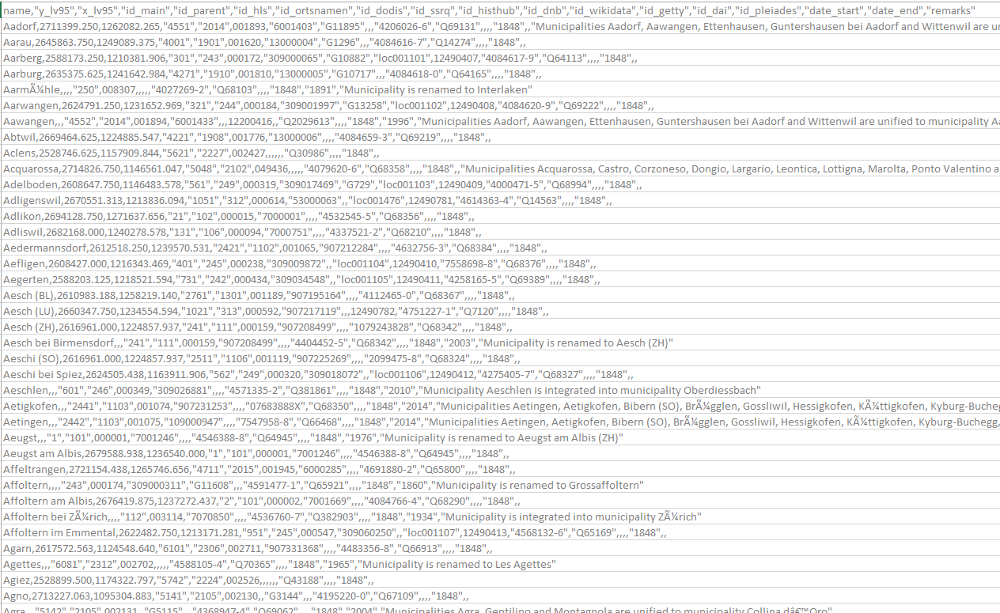 name,"y_lv95","x_lv95","id_main","id_parent","id_hls","id_ortsnamen","id_dodis","id_ssrq","id_histhub","id_dnb","id_wikidata","id_getty","id_dai","id_pleiades","date_start","date_end","remarks"
Aadorf,2711399.250,1262082.265,"4551","2014",001893,"6001403","G11895",,,"4206026-6","Q69131",,,,"1848",,"Municipalities Aadorf, Aawangen, Ettenhausen, Guntershausen bei Aadorf and Wittenwil are un
Aarau,2645863.750,1249089.375,"4001","1901",001620,"13000004","G1296",,,"4084616-7","Q14274",,,,"1848",,
Aarberg,2588173.250,1210381.906,"301","243",000172,"309000065","G10882","loc001101",12490407,"4084617-9","Q64113",,,,"1848",,
Aarburg,2635375.625,1241642.984,"4271","1910",001810,"13000005","G10717",,,"4084618-0","Q64165",,,,"1848",,
AarmÃ¼hle,,,,"250",008307,,,,,"4027269-2","Q68103",,,,"1848","1891","Municipality is renamed to Interlaken"
Aarwangen,2624791.250,1231652.969,"321","244",000184,"309001997","G13258","loc001102",12490408,"4084620-9","Q69222",,,,"1848",,
Aawangen,,,"4552","2014",001894,"6001433",,,12200416,,"Q2029613",,,,"1848","1996","Municipalities Aadorf, Aawangen, Ettenhausen, Guntershausen bei Aadorf and Wittenwil are unified to municipality Aa
Abtwil,2669464.625,1224885.547,"4221","1908",001776,"13000006",,,,"4084659-3","Q69219",,,,"1848",,
Aclens,2528746.625,1157909.844,"5621","2227",002427,,,,,,"Q30986",,,,"1848",,
Acquarossa,2714826.750,1146561.047,"5048","2102",049436,,,,,"4079620-6","Q68358",,,,"1848",,"Municipalities Acquarossa, Castro, Corzoneso, Dongio, Largario, Leontica, Lottigna, Marolta, Ponto Valentino a
Adelboden,2608647.750,1146483.578,"561","249",000319,"309017469","G729","loc001103",12490409,"4000471-5","Q68994",,,,"1848",,
Adligenswil,2670551.313,1213836.094,"1051","312",000614,"53000063",,"loc001476",12490781,"4614363-4","Q14563",,,,"1848",,
Adlikon,2694128.750,1271637.656,"21","102",000015,"7000001",,,,"4532545-5","Q68356",,,,"1848",,
Adliswil,2682168.000,1240278.578,"131","106",000094,"7000751",,,,"4337521-2","Q68210",,,,"1848",,
Aedermannsdorf,2612518.250,1239570.531,"2421","1102",001065,"907212284",,,,"4632756-3","Q68384",,,,"1848",,
Aefligen,2608427.000,1216343.469,"401","245",000238,"309009872",,"loc001104",12490410,"7558698-8","Q68376",,,,"1848",,
Aegerten,2588203.125,1218521.594,"731","242",000434,"309034548",,"loc001105",12490411,"4258165-5","Q69389",,,,"1848",,
Aesch (BL),2610983.188,1258219.140,"2761","1301",001189,"907195164",,,,"4112465-0","Q68367",,,,"1848",,
Aesch (LU),2660347.750,1234554.594,"1021","313",000592,"907217119",,,12490782,"4751227-1","Q7120",,,,"1848",,
Aesch (ZH),2616961.000,1224857.937,"241","111",000159,"907208499",,,,"1079243828","Q68342",,,,"1848",,
Aesch bei Birmensdorf,,,"241","111",000159,"907208499",,,,"4404452-5","Q68342",,,,"1848","2003","Municipality is renamed to Aesch (ZH)"
Aeschi (SO),2616961.000,1224857.937,"2511","1106",001119,"907225269",,,,"2099475-8","Q68324",,,,"1848",,
Aeschi bei Spiez,2624505.438,1163911.906,"562","249",000320,"309018072",,"loc001106",12490412,"4275405-7","Q68327",,,,"1848",,
Aeschlen,,,"601","246",000349,"309026881",,,,"4571335-2","Q381861",,,,"1848","2010","Municipality Aeschlen is integrated into municipality Oberdiessbach"
Aetigkofen,,,"2441","1103",001074,"907231253",,,,"07683888X","Q68350",,,,"1848","2014","Municipalities Aetingen, Aetigkofen, Bibern (SO), BrÃ¼gglen, Gossliwil, Hessigkofen, KÃ¼ttigkofen, Kyburg-Bucheg
Aetingen,,,"2442","1103",001075,"109000947",,,,"7547958-8","Q66468",,,,"1848","2014","Municipalities Aetingen, Aetigkofen, Bibern (SO), BrÃ¼gglen, Gossliwil, Hessigkofen, KÃ¼ttigkofen, Kyburg-Buchegg,
Aeugst,,,"1","101",000001,"7001246",,,,"4546388-8","Q64945",,,,"1848","1976","Municipality is renamed to Aeugst am Albis (ZH)"
Aeugst am Albis,2679588.938,1236540.000,"1","101",000001,"7001246",,,,"4546388-8","Q64945",,,,"1848",,
Affeltrangen,2721154.438,1265746.656,"4711","2015",001945,"6000285",,,,"4691880-2","Q65800",,,,"1848",,
Affoltern,,,,"243",000174,"309000311","G11608",,,"4591477-1","Q65921",,,,"1848","1860","Municipality is renamed to Grossaffoltern"
Affoltern am Albis,2676419.875,1237272.437,"2","101",000002,"7001669",,,,"4084766-4","Q68290",,,,"1848",,
Affoltern bei ZÃ¼rich,,,,"112",003114,"7070850",,,,"4536760-7","Q382903",,,,"1848","1934","Municipality is integrated into municipality ZÃ¼rich"
Affoltern im Emmental,2622482.750,1213171.281,"951","245",000547,"309060250",,"loc001107",12490413,"4568132-6","Q65169",,,,"1848",,
Agarn,2617572.563,1124548.640,"6101","2306",002711,"907331368",,,,"4483356-8","Q66913",,,,"1848",,
Agettes,,,"6081","2312",002702,,,,,"4588105-4","Q70365",,,,"1848","1965","Municipality is renamed to Les Agettes"
Agiez,2528899.500,1174322.797,"5742","2224",002526,,,,,,"Q43188",,,,"1848",,
Agno,2713227.063,1095304.883,"5141","2105",002130,,"G3144",,,"4195220-0","Q67109",,,,"1848",,
Agra,,,"5142","2105",002131,,"G5115",,,"4368947-4","Q69062",,,,"1848","2004","Municipalities Agra, Gentilino and Montagnola are unified to municipality Collina dâ€™Oro"